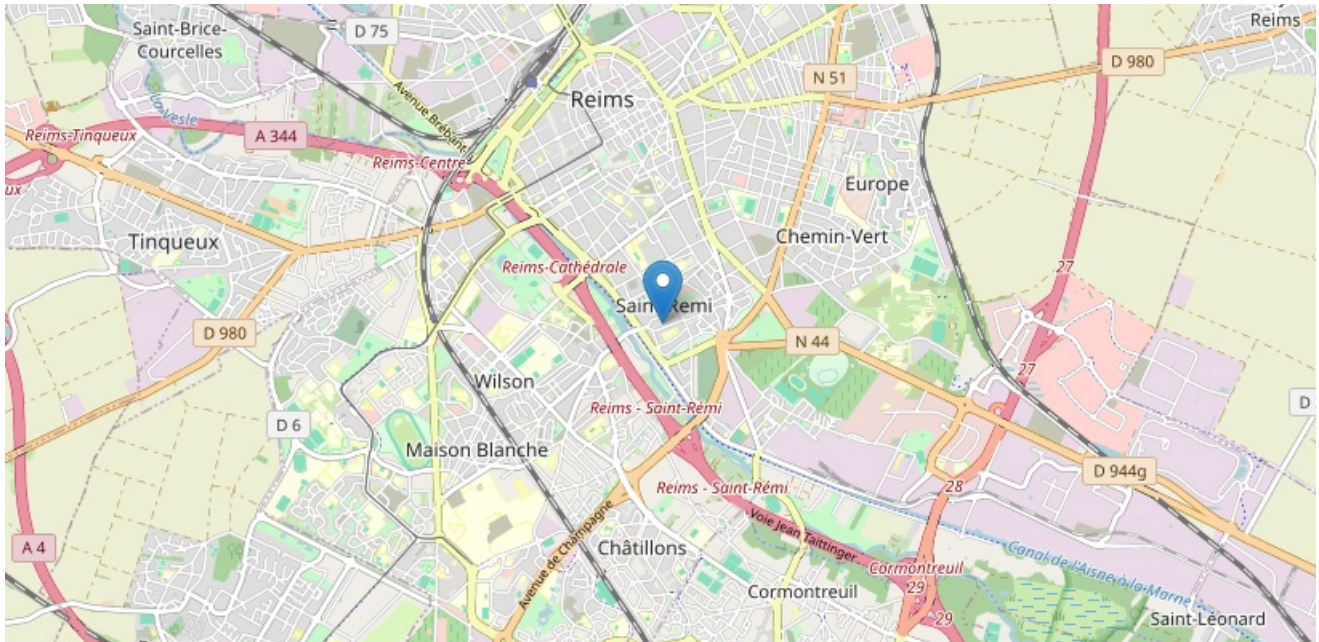 Saint-Brice-
Courcelles
D 75
Reims
N 51
D 980
Reims
La Vesle
Avenue Brébant
Reims-Tinqueux
A 344
Reims-Centre
Europe
Tinqueux
Chemin-Vert
Reims-Cathédrale
27
Saint-Remi
D 980
N 44
27
Wilson
Reims - Saint-Rémi
D 6
D
Maison Blanche
Reims - Saint-Rémi
28
D 944g
Voie Jean Taittinger
A 4
Avenue de Champagne
Châtillons
Canal de l'Aisne à la Marne
Cormontreuil
29
Cormontreuil
29
Saint-Léonard